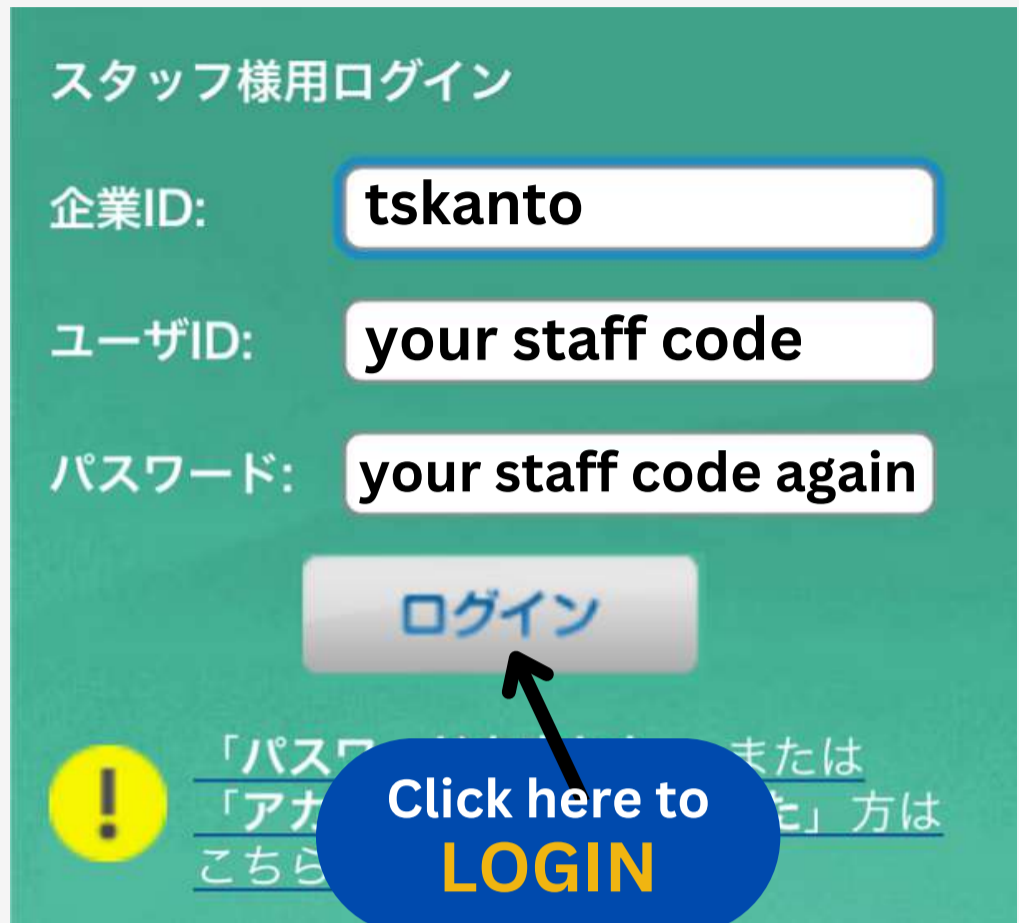 スタッフ様用ログイン
企業ID:
tskanto
ユーザID:
your staff code
パスワード:
your staff code again
ログイン
「パスワ
または
「アカ
た」方は
こちら
Click here to
LOGIN